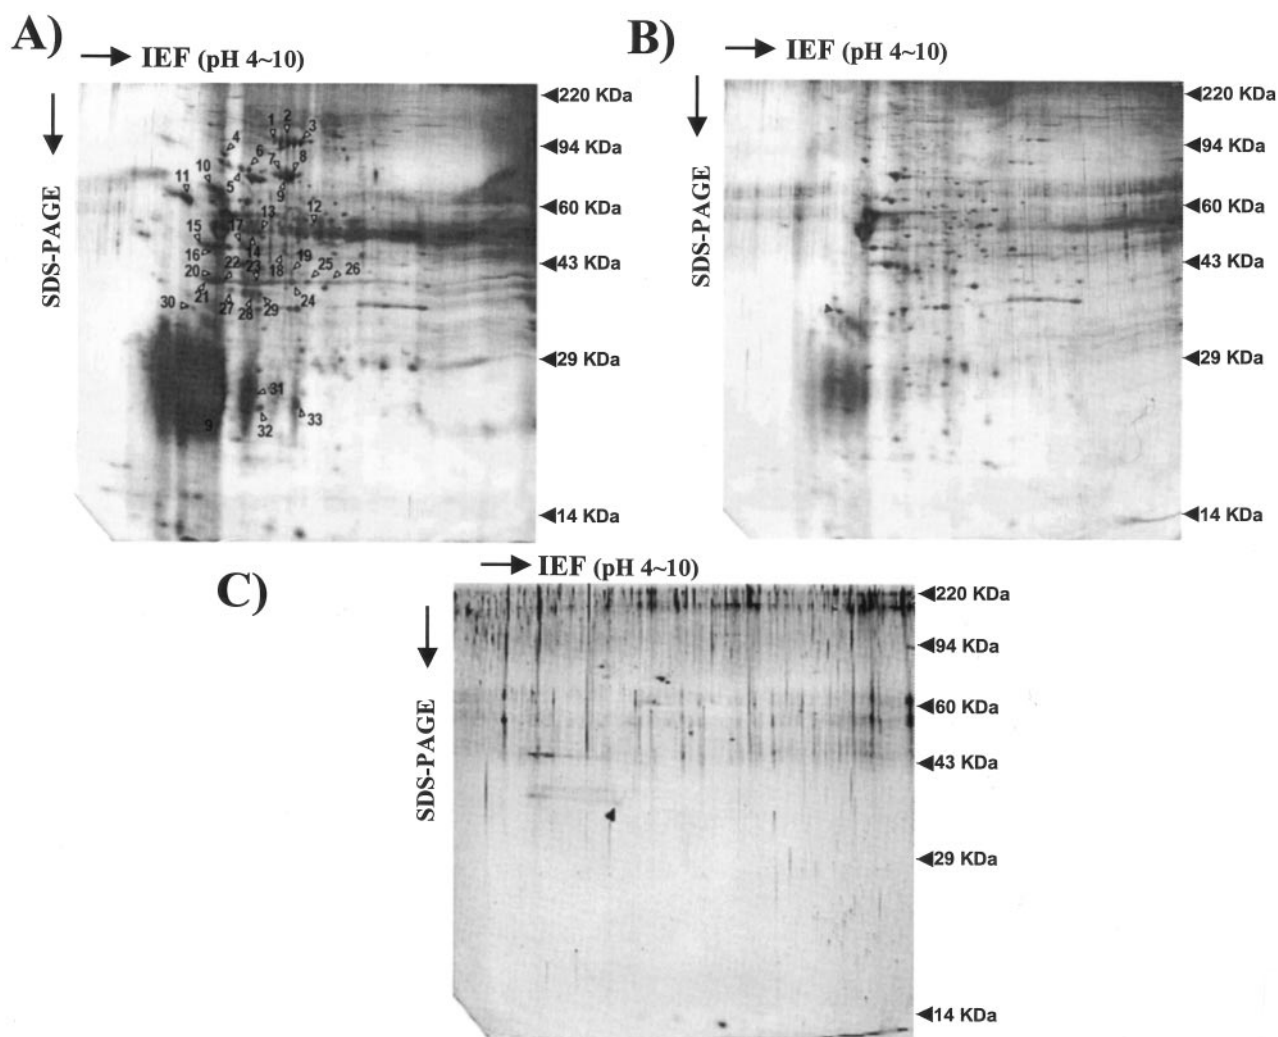 A)
IEF (pH 4~10)
SDS-PAGE
220 KDa
94 KDa
60 KDa
43 KDa
29 KDa
14 KDa
1 2 3
4 6 7 8
5 9
10 11
12 13
15 17
16 14
20 22 23 18 19 25 26
21 27 28 29 24
30
31
32 33
9
B)
IEF (pH 4~10)
SDS-PAGE
220 KDa
94 KDa
60 KDa
43 KDa
29 KDa
14 KDa
C)
IEF (pH 4~10)
SDS-PAGE
220 KDa
94 KDa
60 KDa
43 KDa
29 KDa
14 KDa